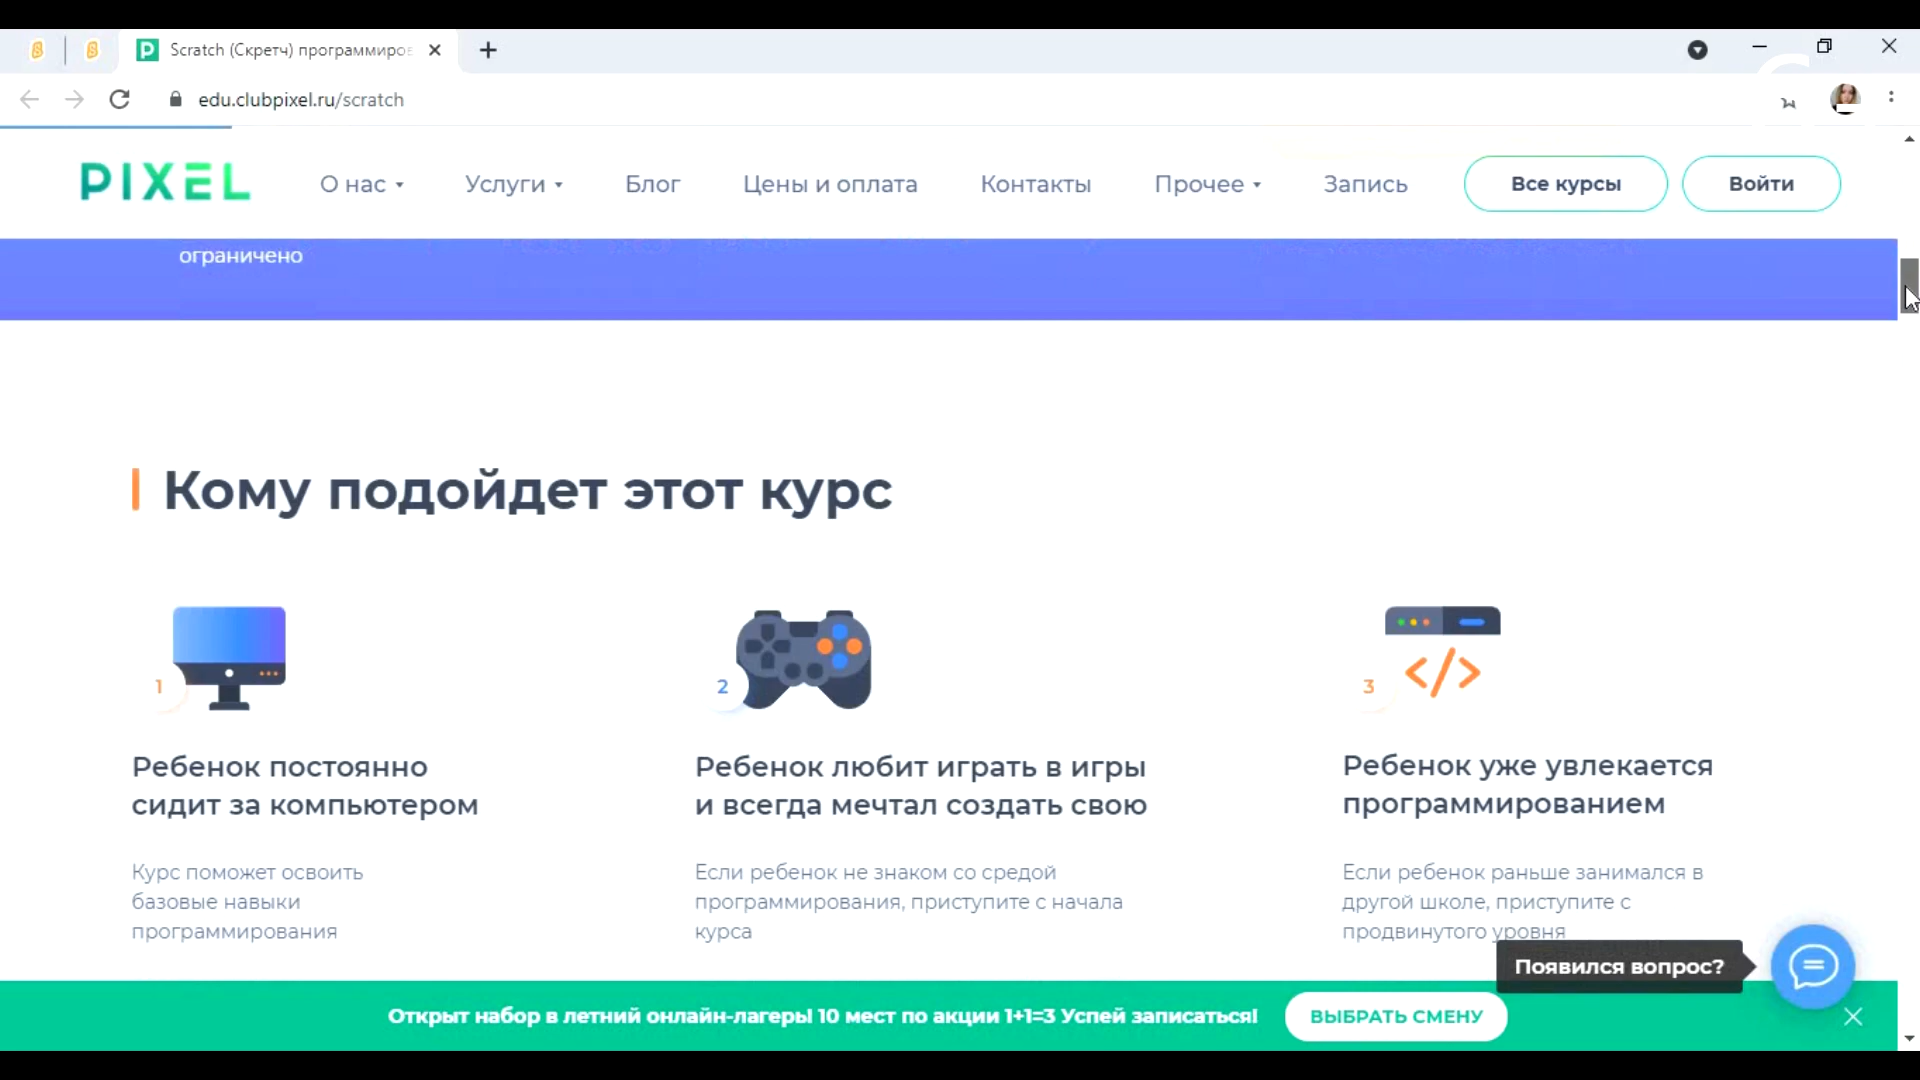 Scratch (Скретч) программиров
edu.clubpixel.ru/scratch
PIXEL
О нас
Услуги
Блог
Цены и оплата
Контакты
Прочее
Запись
Все курсы
Войти
ограничено
Кому подойдет этот курс
1
2
3
Ребенок постоянно
сидит за компьютером
Курс поможет освоить
базовые навыки
программирования
Ребенок любит играть в игры
и всегда мечтал создать свою
Если ребенок не знаком со средой
программирования, приступите с начала
курса
Ребенок уже увлекается
программированием
Если ребенок раньше занимался в
другой школе, приступите с
продвинутого уровня
Появился вопрос?
Открыт набор в летний онлайн-лагерь! 10 мест по акции 1+1=3 Успей записаться!
ВЫБРАТЬ СМЕНУ